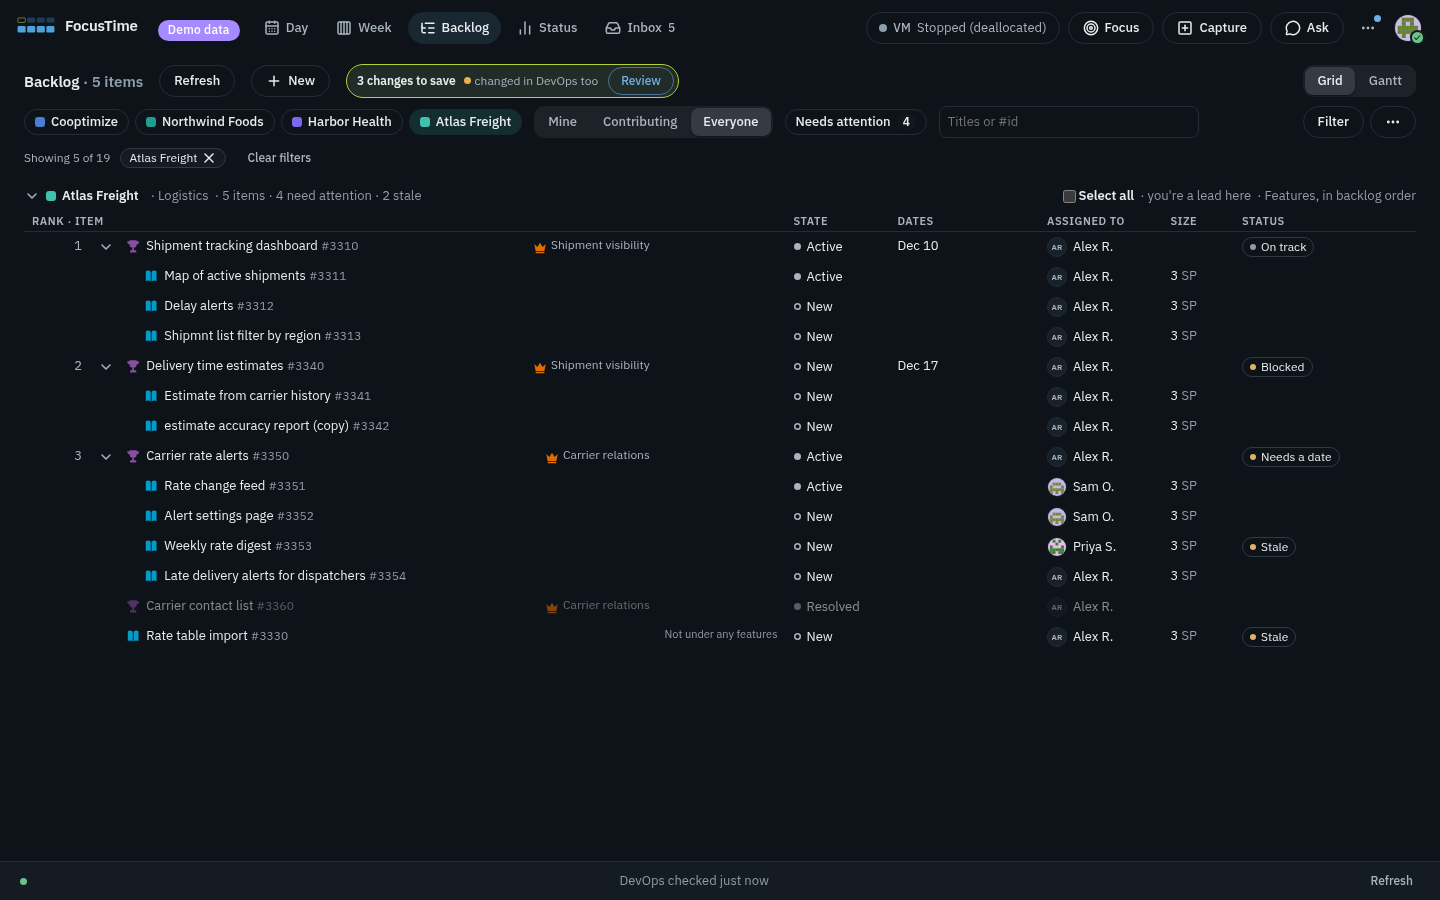 FocusTime Demo data Day Week Backlog Status Inbox 5 VM Stopped (deallocated) Focus Capture Ask
Backlog · 5 items Refresh New 3 changes to save changed in DevOps too Review Grid Gantt
Cooptimize Northwind Foods Harbor Health Atlas Freight Mine Contributing Everyone Needs attention 4 Titles or #id Filter
Showing 5 of 19 Atlas Freight Clear filters
Atlas Freight · Logistics · 5 items · 4 need attention · 2 stale Select all · you're a lead here · Features, in backlog order
RANK · ITEM STATE DATES ASSIGNED TO SIZE STATUS
1 Shipment tracking dashboard #3310 Shipment visibility Active Dec 10 AR Alex R. On track
Map of active shipments #3311 Active AR Alex R. 3 SP
Delay alerts #3312 New AR Alex R. 3 SP
Shipmnt list filter by region #3313 New AR Alex R. 3 SP
2 Delivery time estimates #3340 Shipment visibility New Dec 17 AR Alex R. Blocked
Estimate from carrier history #3341 New AR Alex R. 3 SP
estimate accuracy report (copy) #3342 New AR Alex R. 3 SP
3 Carrier rate alerts #3350 Carrier relations Active AR Alex R. Needs a date
Rate change feed #3351 Active Sam O. 3 SP
Alert settings page #3352 New Sam O. 3 SP
Weekly rate digest #3353 New Priya S. 3 SP Stale
Late delivery alerts for dispatchers #3354 New AR Alex R. 3 SP
Carrier contact list #3360 Carrier relations Resolved AR Alex R.
Rate table import #3330 Not under any features New AR Alex R. 3 SP Stale
DevOps checked just now Refresh